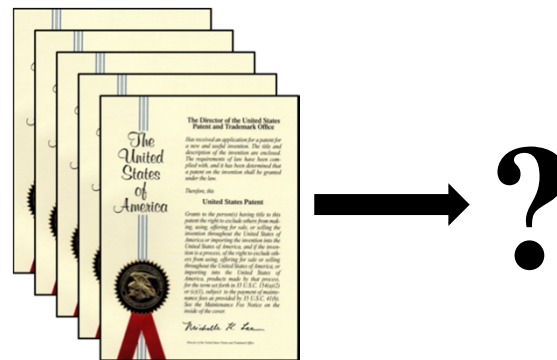 The Director of the United States
Patent and Trademark Office
Has received an application for a patent for
a new and useful invention. The title and
description of the invention are enclosed.
The requirements of law have been com-
plied with, and it has been determined that
a patent on the invention shall be granted
under the law.
Therefore, this
United States Patent
Grants to the person(s) having title to this
patent the right to exclude others from mak-
ing, using, offering for sale, or selling the
invention throughout the United States of
America or importing the invention into the
United States of America, and if the inven-
tion is a process, of the right to exclude oth-
ers from using, offering for sale or selling
throughout the United States of America, or
importing into the United States of
America, products made by that process,
for the term set forth in 35 U.S.C. 154(a)(2)
or (c)(1), subject to the payment of mainte-
nance fees as provided by 35 U.S.C. 41(b).
See the Maintenance Fee Notice on the
inside of the cover.
Michelle K. Lee
The
United
States
of
America
?